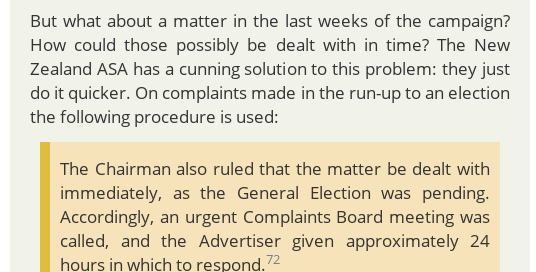 But what about a matter in the last weeks of the campaign?
How could those possibly be dealt with in time? The New
Zealand ASA has a cunning solution to this problem: they just
do it quicker. On complaints made in the run-up to an election
the following procedure is used:
The Chairman also ruled that the matter be dealt with
immediately, as the General Election was pending.
Accordingly, an urgent Complaints Board meeting was
called, and the Advertiser given approximately 24
hours in which to respond.72